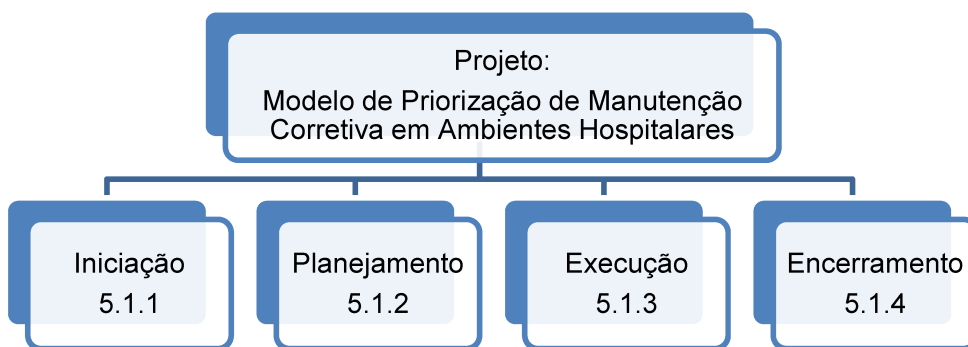 Projeto:
Modelo de Priorização de Manutenção
Corretiva em Ambientes Hospitalares
Iniciação
5.1.1
Planejamento
5.1.2
Execução
5.1.3
Encerramento
5.1.4